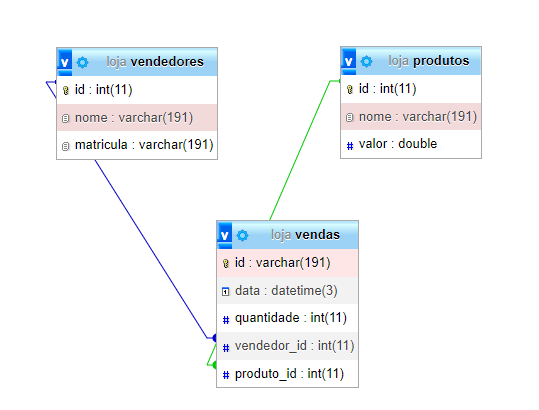 v loja vendedores
id : int(11)
nome : varchar(191)
matricula : varchar(191)
v loja produtos
id : int(11)
nome : varchar(191)
# valor : double
v loja vendas
id : varchar(191)
data : datetime(3)
# quantidade : int(11)
# vendedor_id : int(11)
# produto_id : int(11)